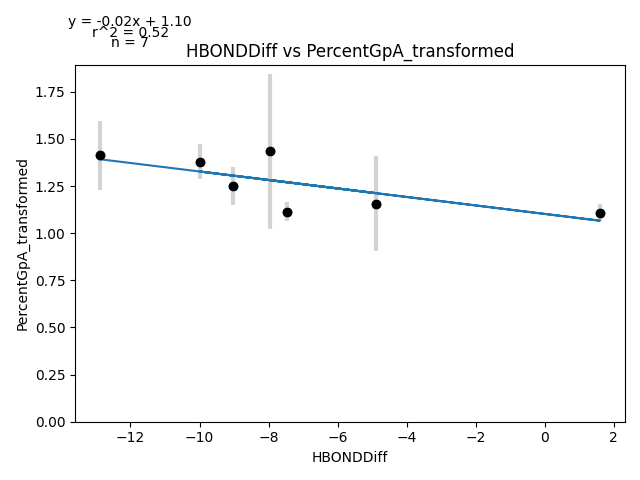 y = -0.02x + 1.10
r^2 = 0.52
n = 7
HBONDDiff vs PercentGpA_transformed
PercentGpA_transformed
1.75
1.50
1.25
1.00
0.75
0.50
0.25
0.00
−12 −10 −8 −6 −4 −2 0 2
HBONDDiff